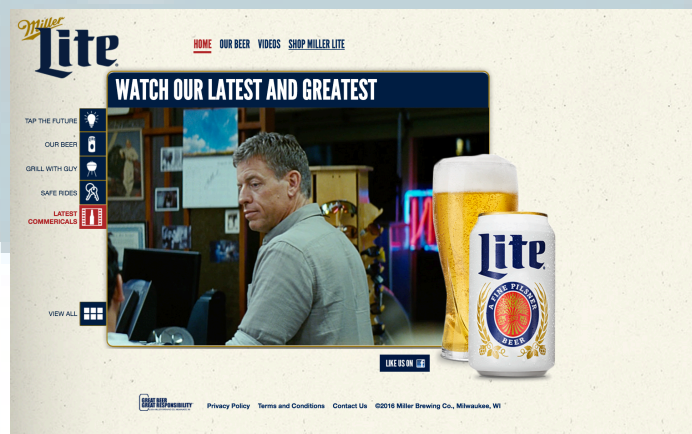 Miller
Lite
HOME OUR BEER VIDEOS SHOP MILLER LITE
WATCH OUR LATEST AND GREATEST
TAP THE FUTURE
OUR BEER
GRILL WITH GUY
SAFE RIDES
LATEST
COMMERICALS
VIEW ALL
Lite
A FINE PILSNER
BEER
LIKE US ON f
GREAT BEER
GREAT RESPONSIBILITY
Privacy Policy Terms and Conditions Contact Us ©2016 Miller Brewing Co., Milwaukee, WI